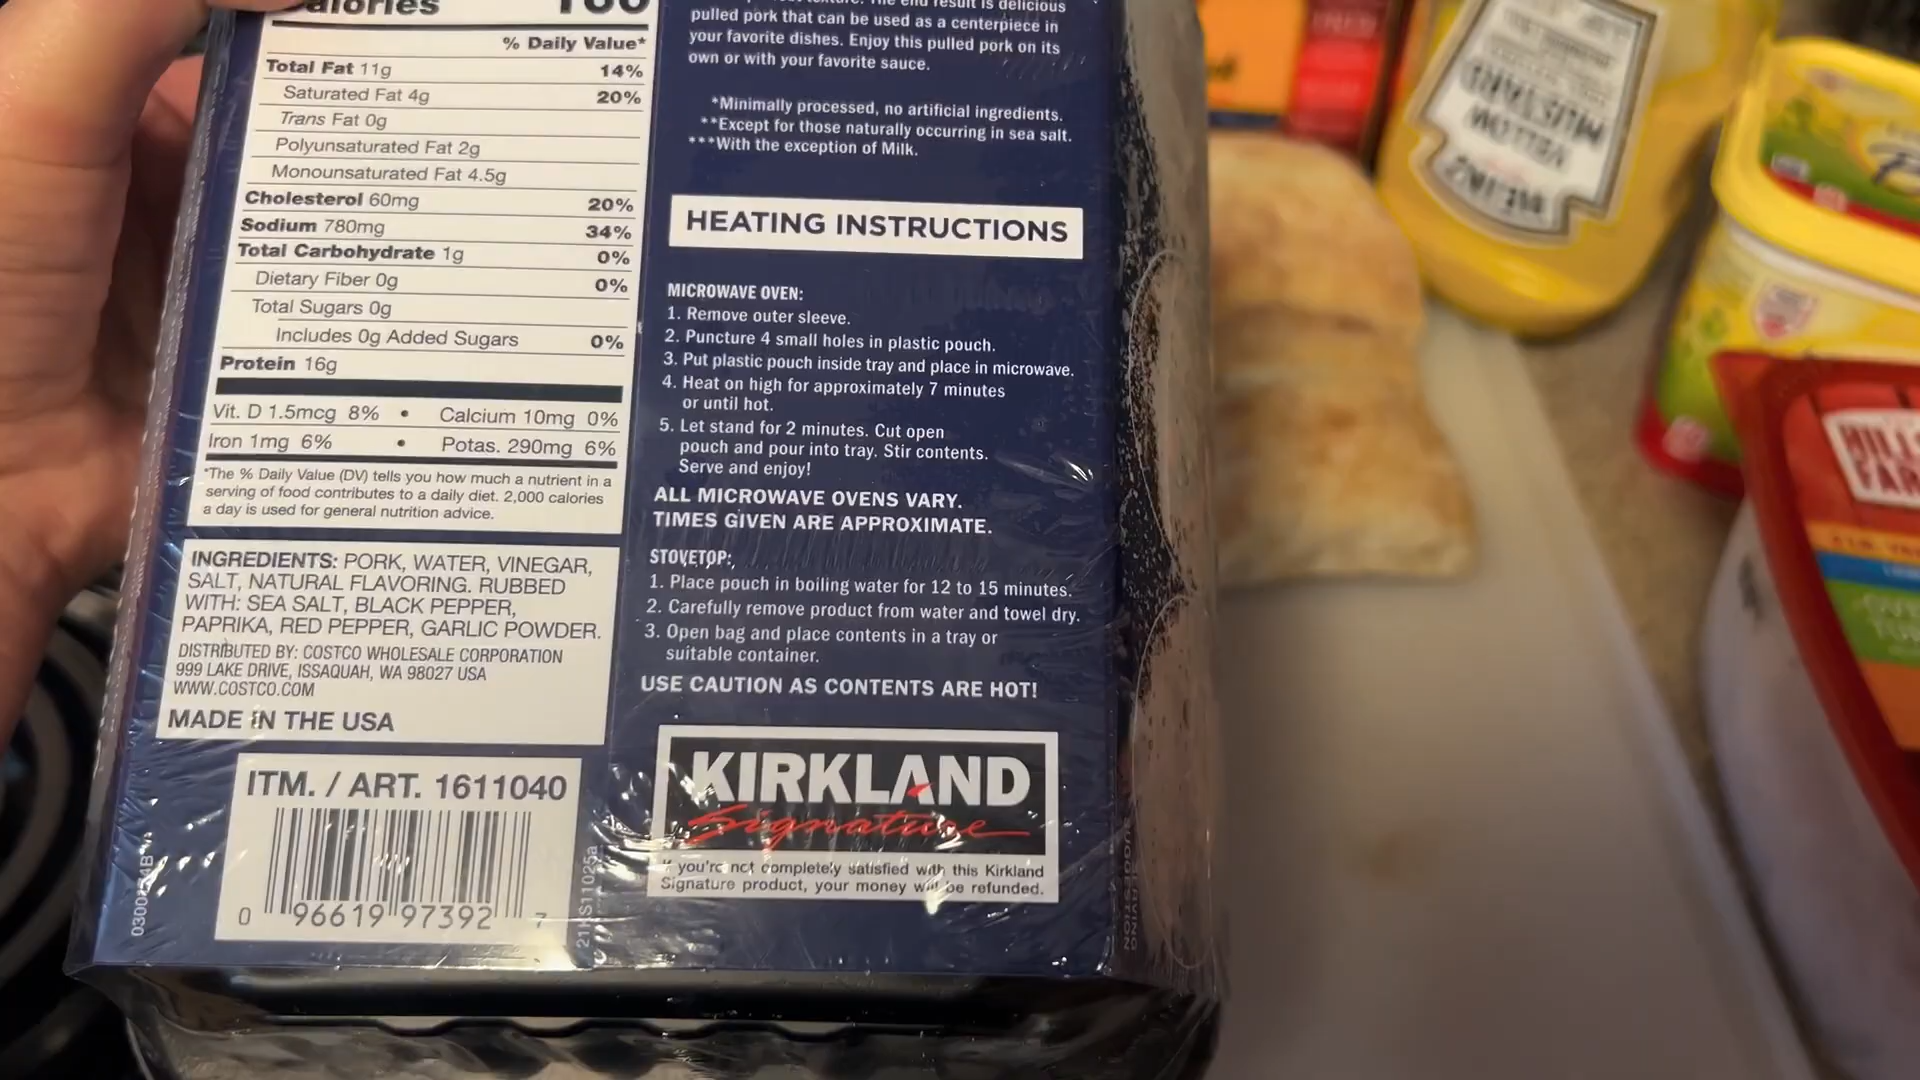 % Daily Value*
Total Fat 11g 14%
Saturated Fat 4g 20%
Trans Fat 0g
Polyunsaturated Fat 2g
Monounsaturated Fat 4.5g
Cholesterol 60mg 20%
Sodium 780mg 34%
Total Carbohydrate 1g 0%
Dietary Fiber 0g 0%
Total Sugars 0g
Includes 0g Added Sugars 0%
Protein 16g
Vit. D 1.5mcg 8% • Calcium 10mg 0%
Iron 1mg 6% • Potas. 290mg 6%
*The % Daily Value (DV) tells you how much a nutrient in a
serving of food contributes to a daily diet. 2,000 calories
a day is used for general nutrition advice.
INGREDIENTS: PORK, WATER, VINEGAR,
SALT, NATURAL FLAVORING. RUBBED
WITH: SEA SALT, BLACK PEPPER,
PAPRIKA, RED PEPPER, GARLIC POWDER.
DISTRIBUTED BY: COSTCO WHOLESALE CORPORATION
999 LAKE DRIVE, ISSAQUAH, WA 98027 USA
WWW.COSTCO.COM
MADE IN THE USA
ITM. / ART. 1611040
0 96619 97392 7
The end result is delicious
pulled pork that can be used as a centerpiece in
your favorite dishes. Enjoy this pulled pork on its
own or with your favorite sauce.
*Minimally processed, no artificial ingredients.
**Except for those naturally occurring in sea salt.
***With the exception of Milk.
HEATING INSTRUCTIONS
MICROWAVE OVEN:
1. Remove outer sleeve.
2. Puncture 4 small holes in plastic pouch.
3. Put plastic pouch inside tray and place in microwave.
4. Heat on high for approximately 7 minutes
or until hot.
5. Let stand for 2 minutes. Cut open
pouch and pour into tray. Stir contents.
Serve and enjoy!
ALL MICROWAVE OVENS VARY.
TIMES GIVEN ARE APPROXIMATE.
STOVETOP:
1. Place pouch in boiling water for 12 to 15 minutes.
2. Carefully remove product from water and towel dry.
3. Open bag and place contents in a tray or
suitable container.
USE CAUTION AS CONTENTS ARE HOT!
KIRKLAND
Signature
If you're not completely satisfied with this Kirkland
Signature product, your money will be refunded.
HEINZ
YELLOW
MUSTARD